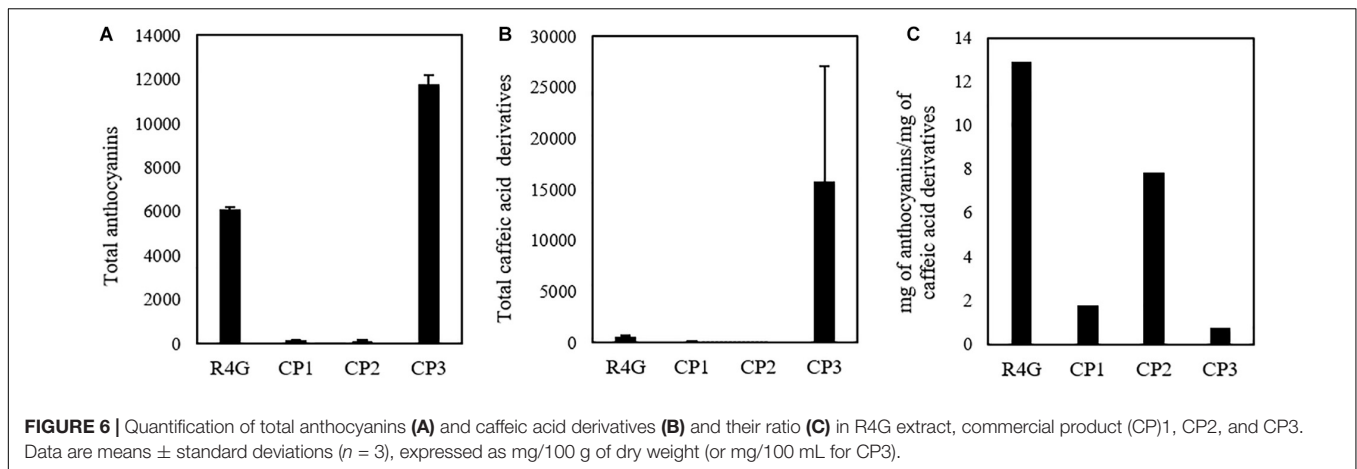 A
14000
12000
10000
8000
6000
4000
2000
0
Total anthocyanins
R4G CP1 CP2 CP3
B
30000
25000
20000
15000
10000
5000
0
Total caffeic acid derivatives
R4G CP1 CP2 CP3
C
14
12
10
8
6
4
2
0
mg of anthocyanins/mg of
caffeic acid derivatives
R4G CP1 CP2 CP3
FIGURE 6 | Quantification of total anthocyanins (A) and caffeic acid derivatives (B) and their ratio (C) in R4G extract, commercial product (CP)1, CP2, and CP3.
Data are means ± standard deviations (n = 3), expressed as mg/100 g of dry weight (or mg/100 mL for CP3).